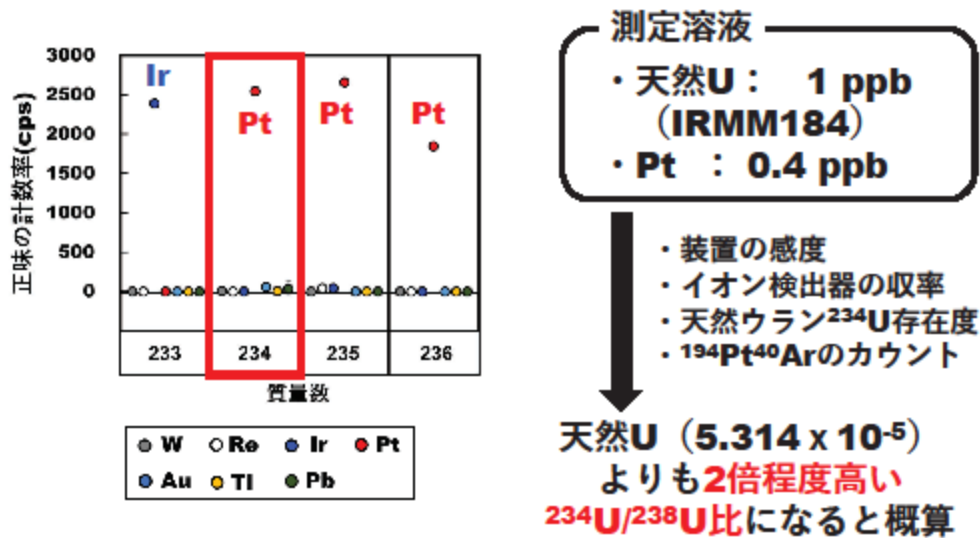 正味の計数率(cps)
3000
2500
2000
1500
1000
500
0
Ir
Pt
Pt
Pt
233 234 235 236
質量数
W Re Ir Pt
Au Tl Pb
測定溶液
・天然U： 1 ppb
（IRMM184）
・Pt ： 0.4 ppb
・装置の感度
・イオン検出器の収率
・天然ウラン²³⁴U存在度
・¹⁹⁴Pt⁴⁰Arのカウント
天然U（5.314 x 10⁻⁵）
よりも2倍程度高い
²³⁴U/²³⁸U比になると概算